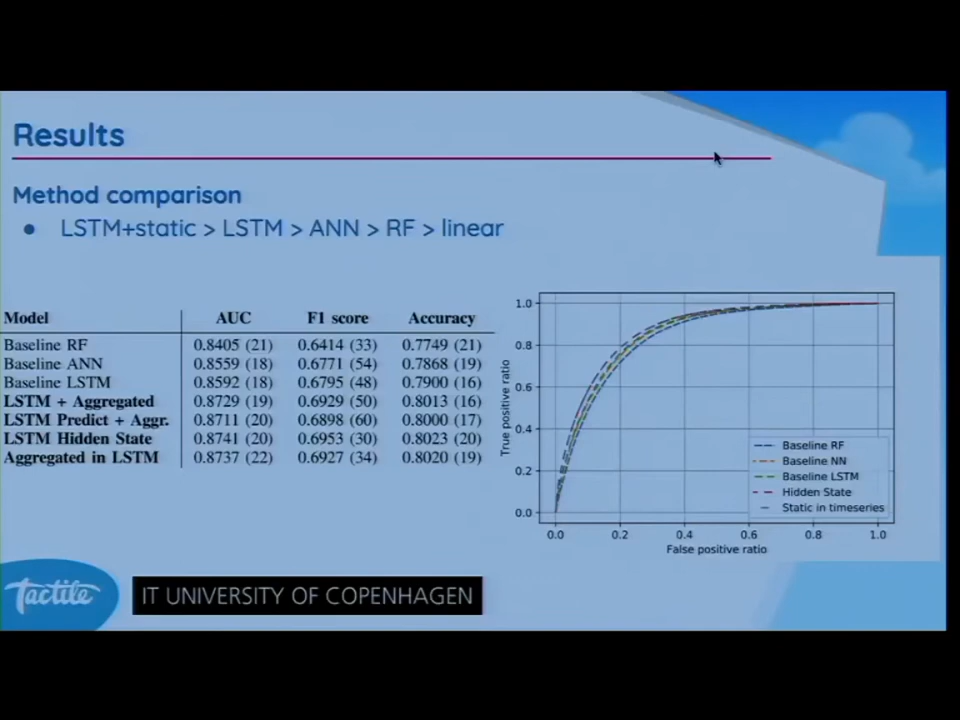 Results
Method comparison
● LSTM+static > LSTM > ANN > RF > linear
Model AUC F1 score Accuracy
Baseline RF 0.8405 (21) 0.6414 (33) 0.7749 (21)
Baseline ANN 0.8559 (18) 0.6771 (54) 0.7868 (19)
Baseline LSTM 0.8592 (18) 0.6795 (48) 0.7900 (16)
LSTM + Aggregated 0.8729 (19) 0.6929 (50) 0.8013 (16)
LSTM Predict + Aggr. 0.8711 (20) 0.6898 (60) 0.8000 (17)
LSTM Hidden State 0.8741 (20) 0.6953 (30) 0.8023 (20)
Aggregated in LSTM 0.8737 (22) 0.6927 (34) 0.8020 (19)
True positive ratio
1.0
0.8
0.6
0.4
0.2
0.0
Baseline RF
Baseline NN
Baseline LSTM
Hidden State
Static in timeseries
0.0 0.2 0.4 0.6 0.8 1.0
False positive ratio
Tactile
IT UNIVERSITY OF COPENHAGEN